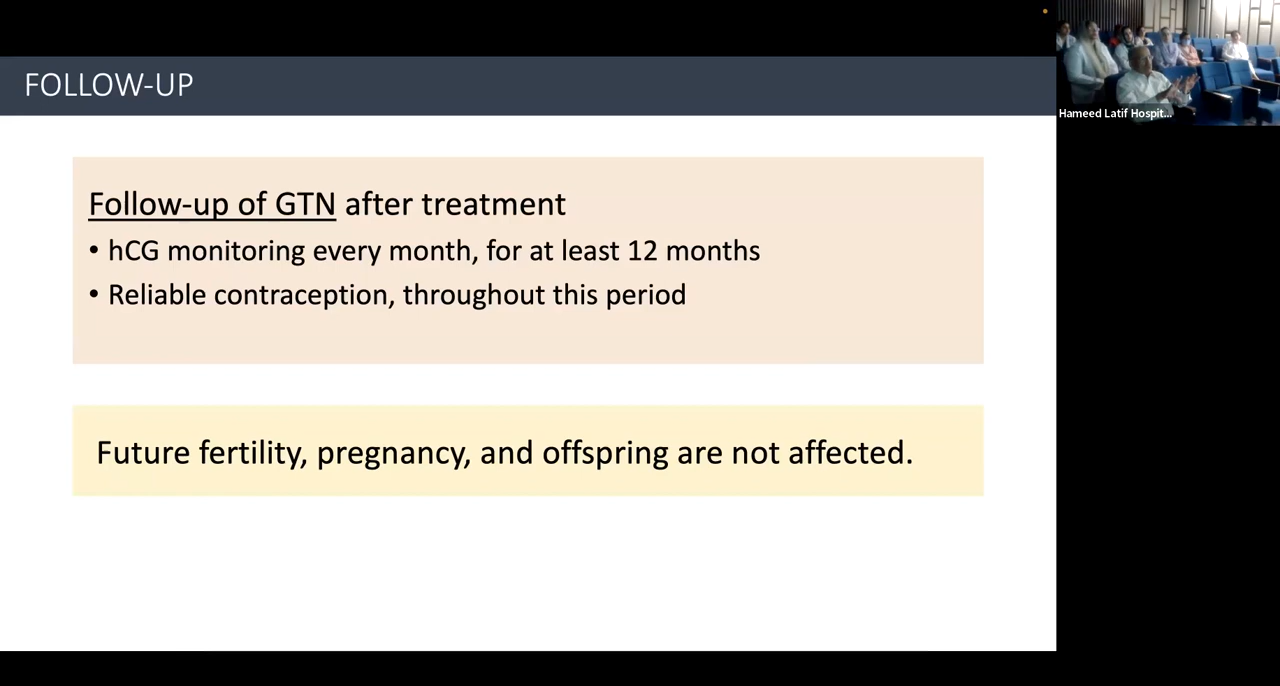 FOLLOW-UP
Follow-up of GTN after treatment
• hCG monitoring every month, for at least 12 months
• Reliable contraception, throughout this period
Future fertility, pregnancy, and offspring are not affected.
Hameed Latif Hospit...